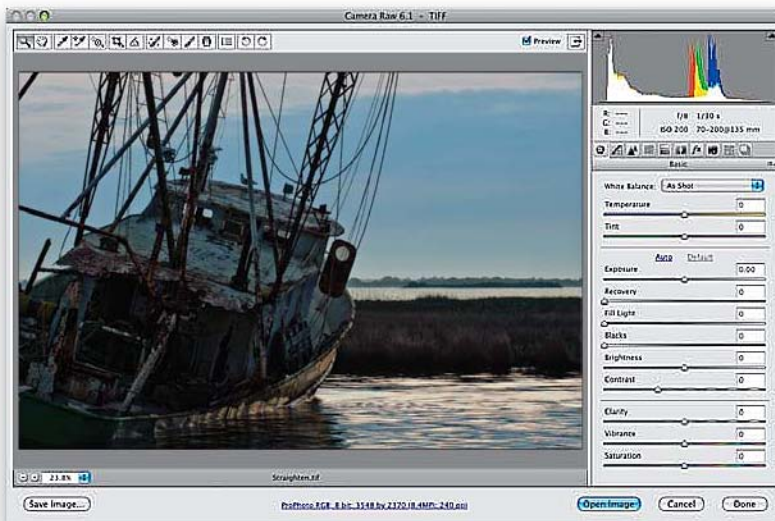 Camera Raw 6.1 - TIFF
Preview
R: ---
G: ---
B: ---
f/8 1/30 s
ISO 200 70-200@135 mm
Basic
White Balance: As Shot
Temperature 0
Tint 0
Auto Default
Exposure 0.00
Recovery 0
Fill Light 0
Blacks 0
Brightness 0
Contrast 0
Clarity 0
Vibrance 0
Saturation 0
23.8%
Straighten.tif
Save Image...
ProPhoto RGB; 8 bit; 3548 by 2370 (8.4MP); 240 ppi
Open Image
Cancel
Done